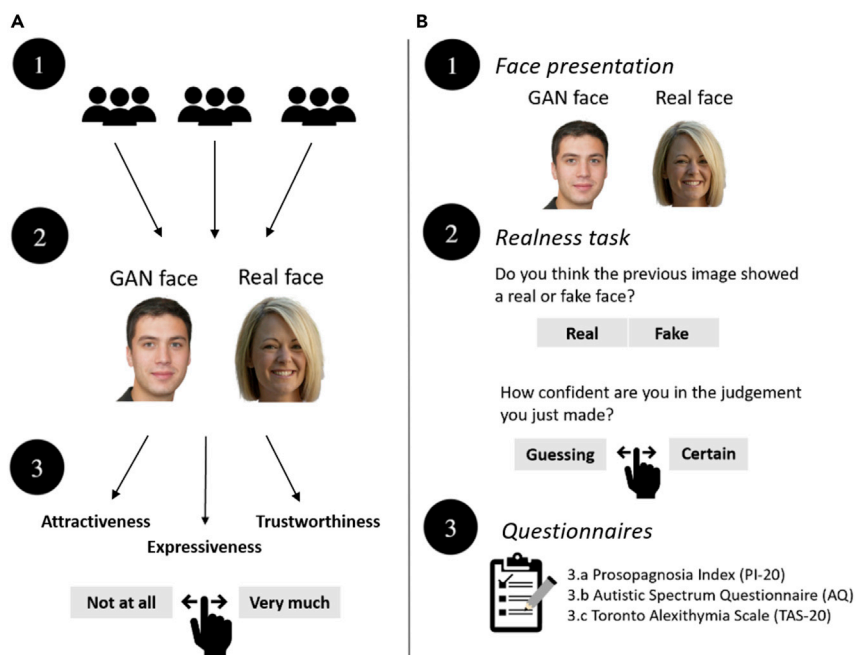 A
1
2
GAN face Real face
3
Attractiveness
Trustworthiness
Expressiveness
Not at all Very much
B
1 Face presentation
GAN face Real face
2 Realness task
Do you think the previous image showed
a real or fake face?
Real Fake
How confident are you in the judgement
you just made?
Guessing Certain
3 Questionnaires
3.a Prosopagnosia Index (PI-20)
3.b Autistic Spectrum Questionnaire (AQ)
3.c Toronto Alexithymia Scale (TAS-20)